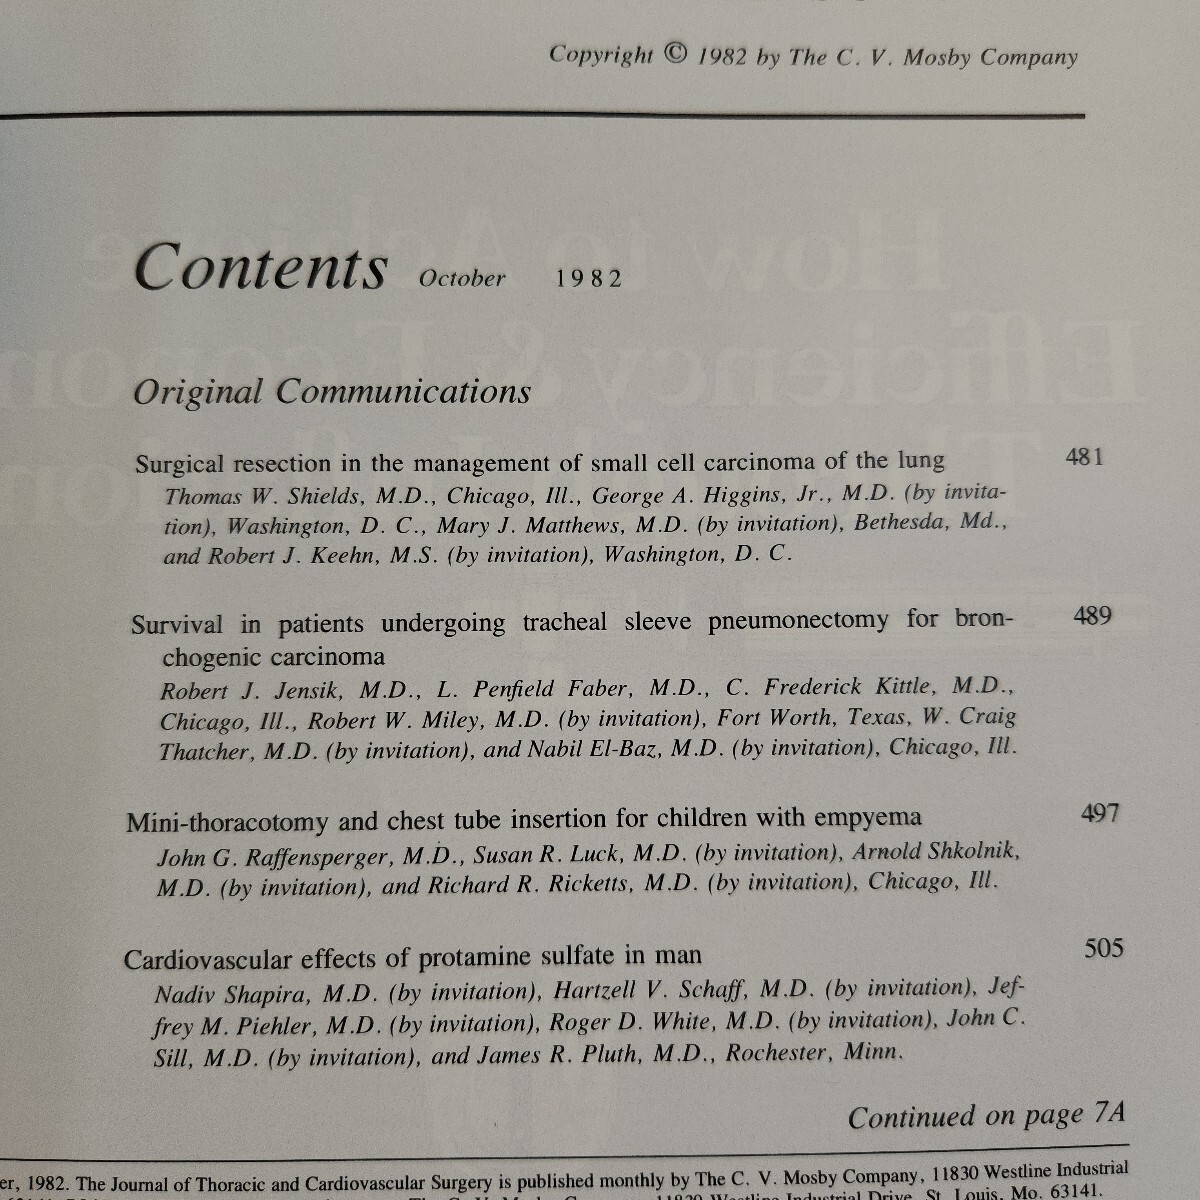 Copyright © 1982 by The C. V. Mosby Company
Contents October 1982
Original Communications
Surgical resection in the management of small cell carcinoma of the lung 481
Thomas W. Shields, M.D., Chicago, Ill., George A. Higgins, Jr., M.D. (by invita-
tion), Washington, D. C., Mary J. Matthews, M.D. (by invitation), Bethesda, Md.,
and Robert J. Keehn, M.S. (by invitation), Washington, D. C.
Survival in patients undergoing tracheal sleeve pneumonectomy for bron- 489
chogenic carcinoma
Robert J. Jensik, M.D., L. Penfield Faber, M.D., C. Frederick Kittle, M.D.,
Chicago, Ill., Robert W. Miley, M.D. (by invitation), Fort Worth, Texas, W. Craig
Thatcher, M.D. (by invitation), and Nabil El-Baz, M.D. (by invitation), Chicago, Ill.
Mini-thoracotomy and chest tube insertion for children with empyema 497
John G. Raffensperger, M.D., Susan R. Luck, M.D. (by invitation), Arnold Shkolnik,
M.D. (by invitation), and Richard R. Ricketts, M.D. (by invitation), Chicago, Ill.
Cardiovascular effects of protamine sulfate in man 505
Nadiv Shapira, M.D. (by invitation), Hartzell V. Schaff, M.D. (by invitation), Jef-
frey M. Piehler, M.D. (by invitation), Roger D. White, M.D. (by invitation), John C.
Sill, M.D. (by invitation), and James R. Pluth, M.D., Rochester, Minn.
Continued on page 7A
er, 1982. The Journal of Thoracic and Cardiovascular Surgery is published monthly by The C. V. Mosby Company, 11830 Westline Industrial
Westline Industrial Drive, St. Louis, Mo. 63141.